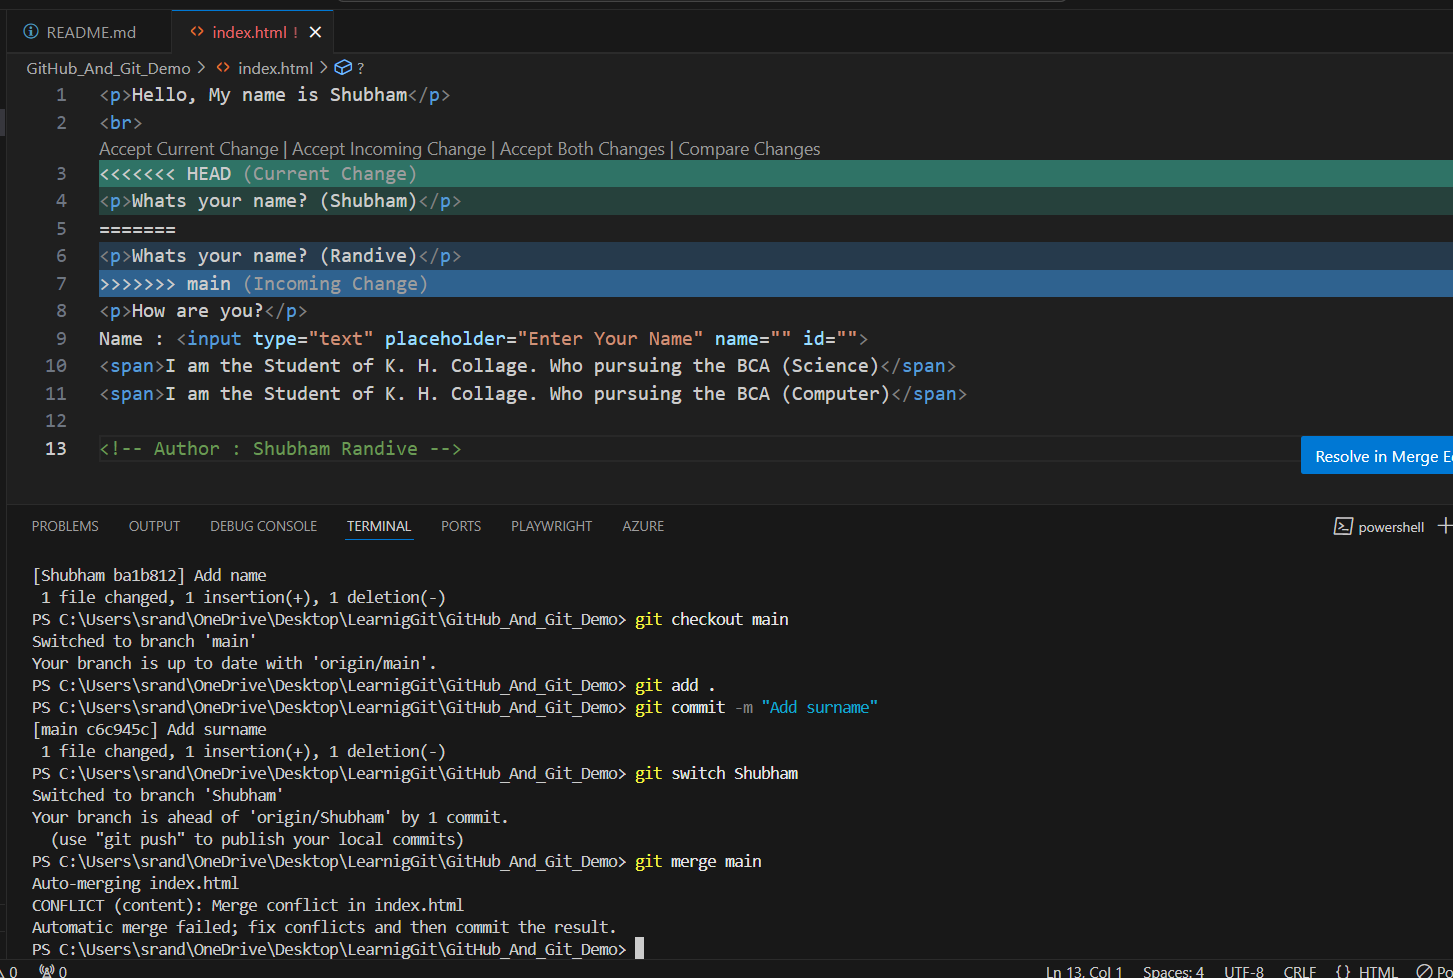 README.md
index.html !
GitHub_And_Git_Demo > index.html > ?
1 <p>Hello, My name is Shubham</p>
2 <br>
Accept Current Change | Accept Incoming Change | Accept Both Changes | Compare Changes
3 <<<<<<< HEAD (Current Change)
4 <p>Whats your name? (Shubham)</p>
5 =======
6 <p>Whats your name? (Randive)</p>
7 >>>>>>> main (Incoming Change)
8 <p>How are you?</p>
9 Name : <input type="text" placeholder="Enter Your Name" name="" id="">
10 <span>I am the Student of K. H. Collage. Who pursuing the BCA (Science)</span>
11 <span>I am the Student of K. H. Collage. Who pursuing the BCA (Computer)</span>
12
13 <!-- Author : Shubham Randive -->
Resolve in Merge E
PROBLEMS OUTPUT DEBUG CONSOLE TERMINAL PORTS PLAYWRIGHT AZURE
powershell
[Shubham ba1b812] Add name
1 file changed, 1 insertion(+), 1 deletion(-)
PS C:\Users\srand\OneDrive\Desktop\LearnigGit\GitHub_And_Git_Demo> git checkout main
Switched to branch 'main'
Your branch is up to date with 'origin/main'.
PS C:\Users\srand\OneDrive\Desktop\LearnigGit\GitHub_And_Git_Demo> git add .
PS C:\Users\srand\OneDrive\Desktop\LearnigGit\GitHub_And_Git_Demo> git commit -m "Add surname"
[main c6c945c] Add surname
1 file changed, 1 insertion(+), 1 deletion(-)
PS C:\Users\srand\OneDrive\Desktop\LearnigGit\GitHub_And_Git_Demo> git switch Shubham
Switched to branch 'Shubham'
Your branch is ahead of 'origin/Shubham' by 1 commit.
(use "git push" to publish your local commits)
PS C:\Users\srand\OneDrive\Desktop\LearnigGit\GitHub_And_Git_Demo> git merge main
Auto-merging index.html
CONFLICT (content): Merge conflict in index.html
Automatic merge failed; fix conflicts and then commit the result.
PS C:\Users\srand\OneDrive\Desktop\LearnigGit\GitHub_And_Git_Demo>
0 0 Ln 13, Col 1 Spaces: 4 UTF-8 CRLF {} HTML Po